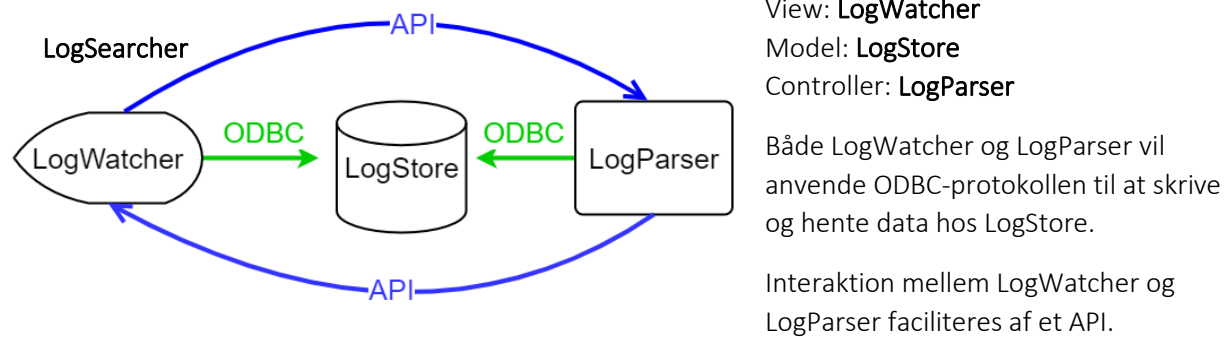 API
LogSearcher
LogWatcher
ODBC
LogStore
ODBC
LogParser
API
View: LogWatcher
Model: LogStore
Controller: LogParser
Både LogWatcher og LogParser vil
anvende ODBC-protokollen til at skrive
og hente data hos LogStore.
Interaktion mellem LogWatcher og
LogParser faciliteres af et API.